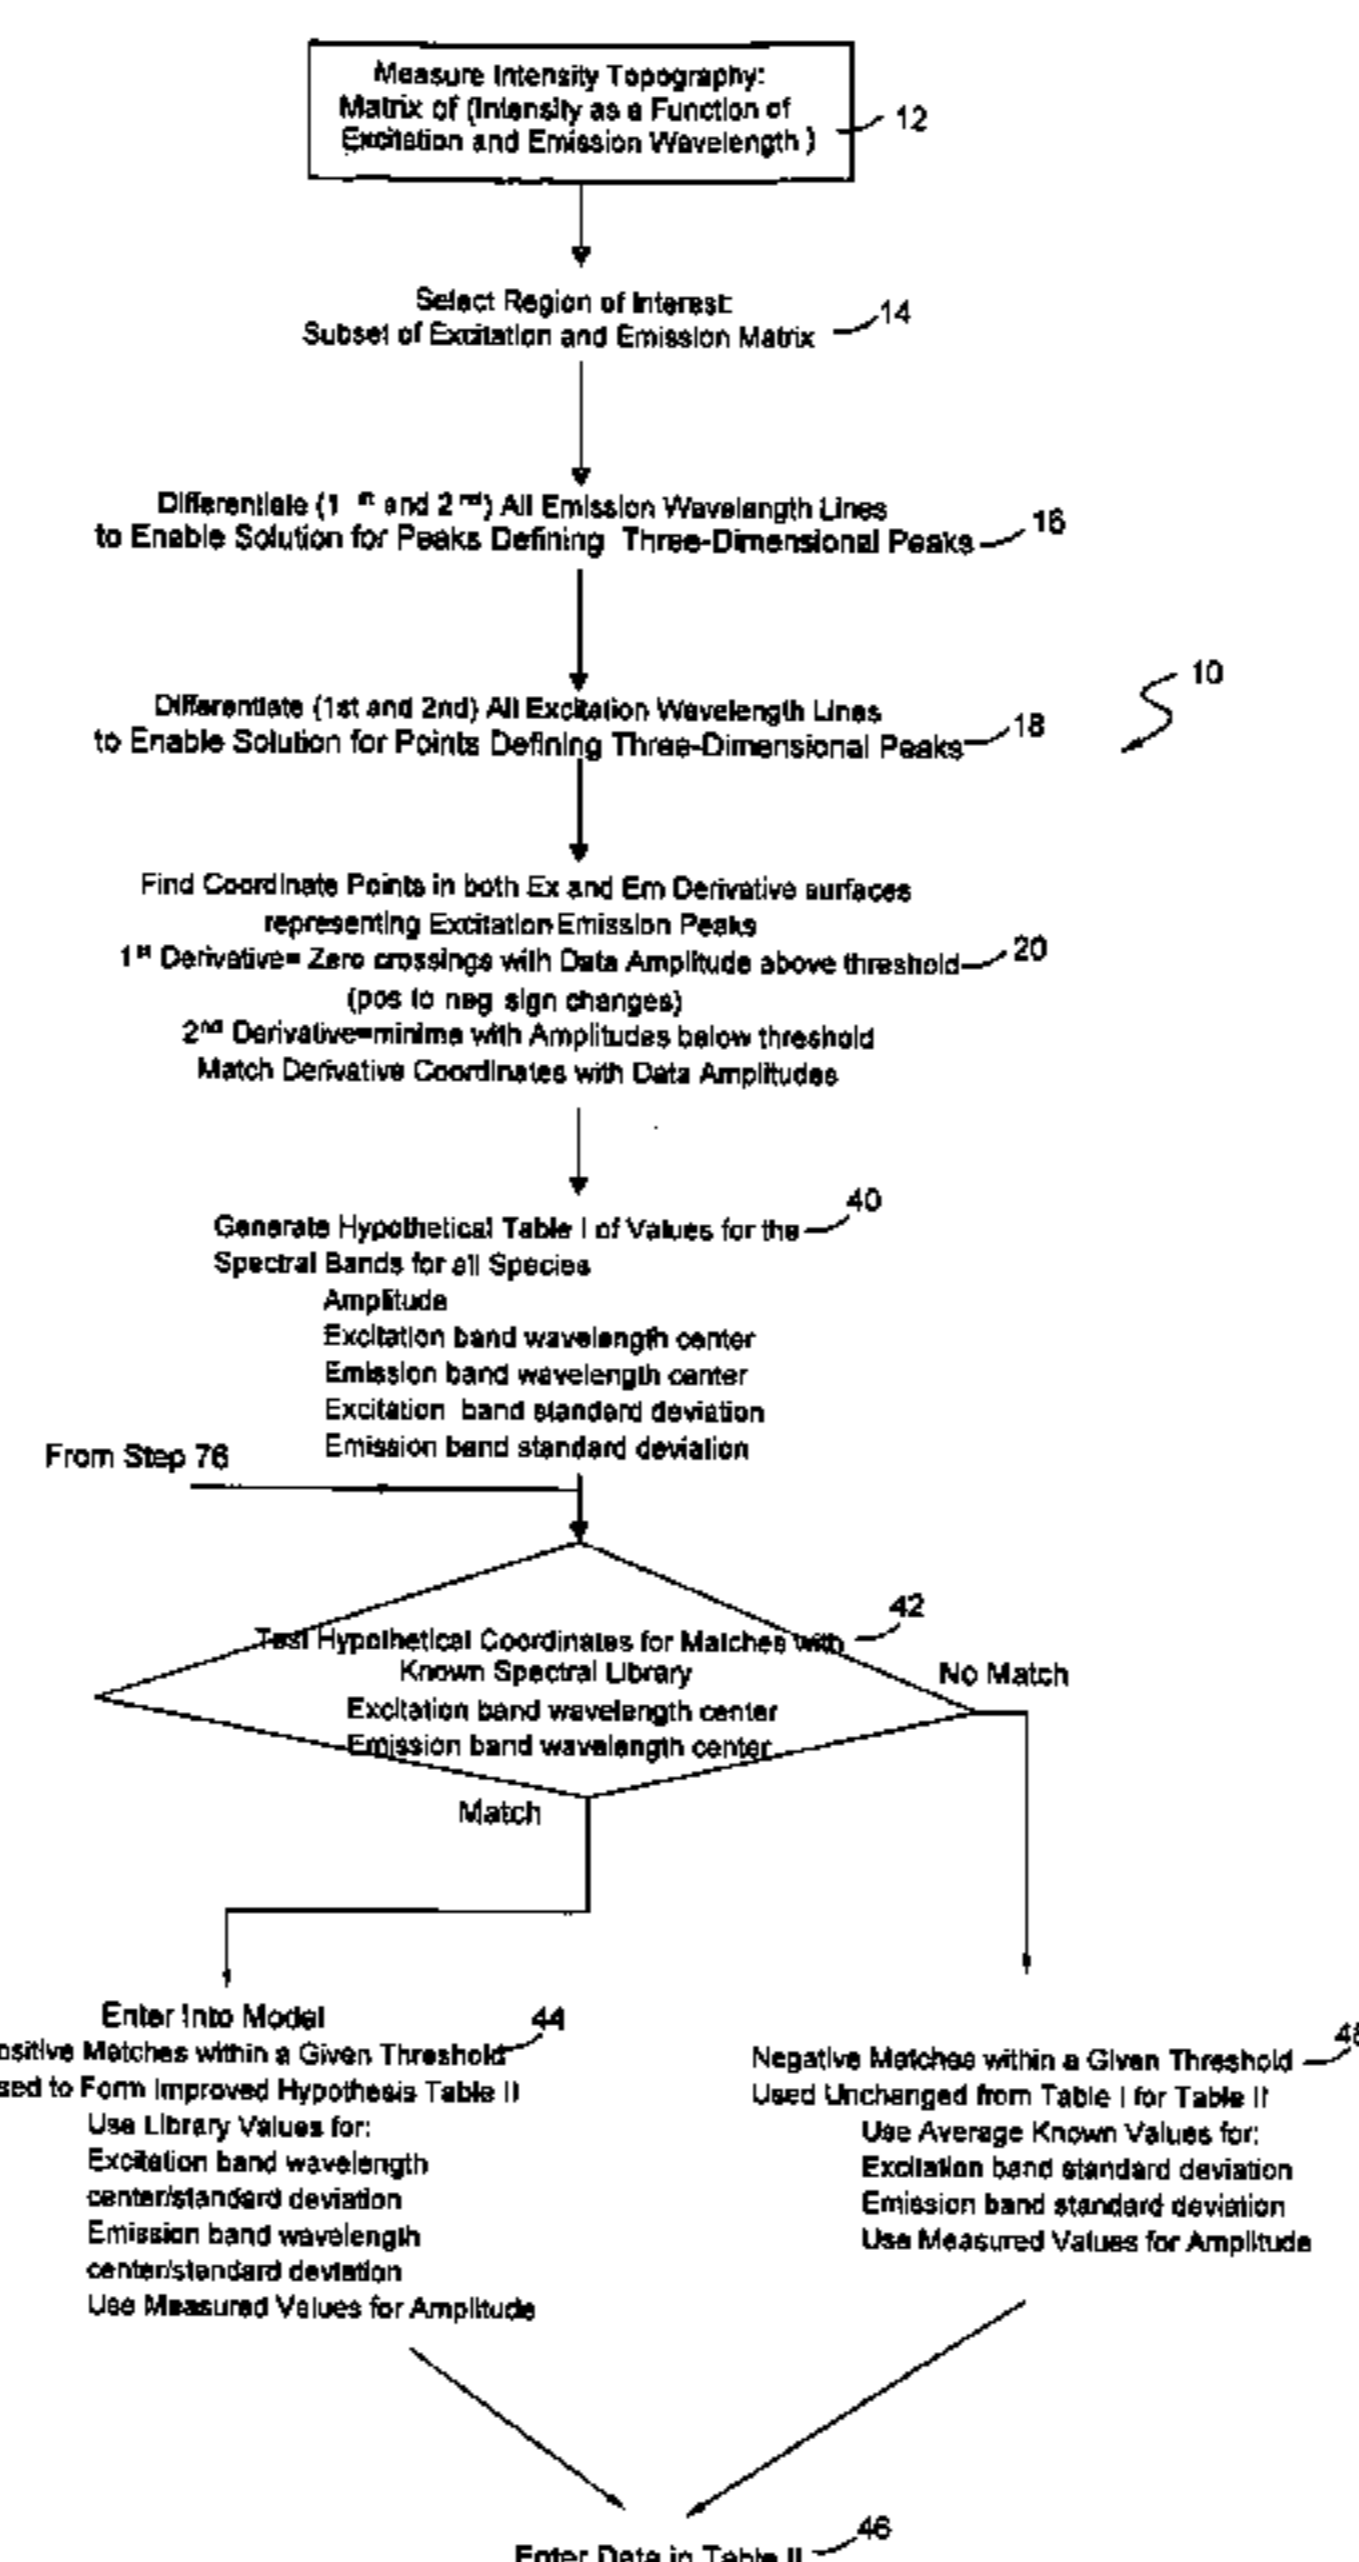 Measure Intensity Topography:
Matrix of (Intensity as a Function of
Excitation and Emission Wavelength )
12
Select Region of Interest:
Subset of Excitation and Emission Matrix
14
Differentiate (1 st and 2 nd) All Emission Wavelength Lines
to Enable Solution for Peaks Defining Three-Dimensional Peaks
16
10
Differentiate (1st and 2nd) All Excitation Wavelength Lines
to Enable Solution for Points Defining Three-Dimensional Peaks
18
Find Coordinate Points in both Ex and Em Derivative surfaces
representing Excitation-Emission Peaks
1st Derivative= Zero crossings with Data Amplitude above threshold
20
(pos to neg sign changes)
2nd Derivative=minima with Amplitudes below threshold
Match Derivative Coordinates with Data Amplitudes
40
Generate Hypothetical Table I of Values for the
Spectral Bands for all Species
Amplitude
Excitation band wavelength center
Emission band wavelength center
Excitation band standard deviation
Emission band standard deviation
From Step 76
42
Test Hypothetical Coordinates for Matches with
Known Spectral Library
Excitation band wavelength center
Emission band wavelength center
No Match
Match
Enter Into Model
44
ositive Matches within a Given Threshold
sed to Form Improved Hypothesis Table II
Use Library Values for:
Excitation band wavelength
center/standard deviation
Emission band wavelength
center/standard deviation
Use Measured Values for Amplitude
Negative Matches within a Given Threshold
Used Unchanged from Table I for Table II
Use Average Known Values for:
Excitation band standard deviation
Emission band standard deviation
Use Measured Values for Amplitude
46
Enter Data in Table II